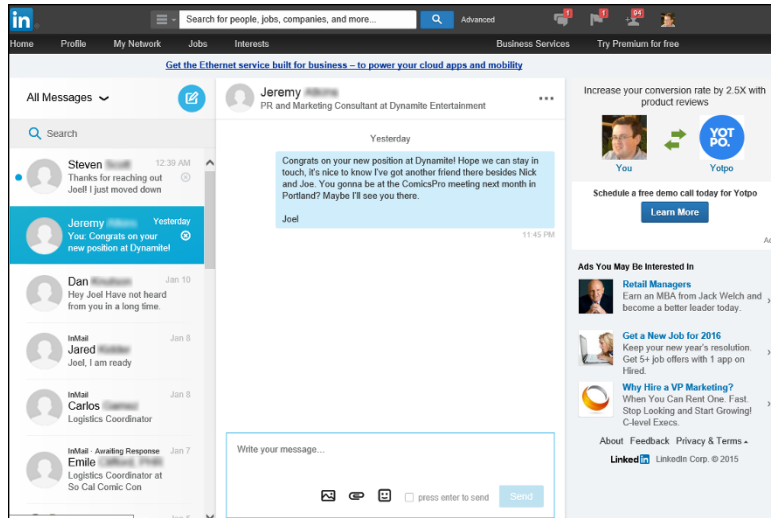 in
Search for people, jobs, companies, and more...
Advanced
1
1
94
Home Profile My Network Jobs Interests Business Services Try Premium for free
Get the Ethernet service built for business – to power your cloud apps and mobility
All Messages
Search
Steven 12:39 AM
Thanks for reaching out
Joel! I just moved down
Jeremy Yesterday
You: Congrats on your
new position at Dynamite!
Dan Jan 10
Hey Joel Have not heard
from you in a long time.
InMail Jan 8
Jared
Joel, I am ready
InMail Jan 8
Carlos
Logistics Coordinator
InMail · Awaiting Response Jan 7
Emile
Logistics Coordinator at
So Cal Comic Con
Jeremy
PR and Marketing Consultant at Dynamite Entertainment
Yesterday
Congrats on your new position at Dynamite! Hope we can stay in
touch, it's nice to know I've got another friend there besides Nick
and Joe. You gonna be at the ComicsPro meeting next month in
Portland? Maybe I'll see you there.
Joel
11:45 PM
Write your message...
press enter to send
Send
Increase your conversion rate by 2.5X with
product reviews
YOT
PO.
You Yotpo
Schedule a free demo call today for Yotpo
Learn More
Ads You May Be Interested In
Retail Managers
Earn an MBA from Jack Welch and
become a better leader today.
Get a New Job for 2016
Keep your new year's resolution.
Get 5+ job offers with 1 app on
Hired.
Why Hire a VP Marketing?
When You Can Rent One. Fast.
Stop Looking and Start Growing!
C-level Execs.
About Feedback Privacy & Terms
Linked in LinkedIn Corp. © 2015